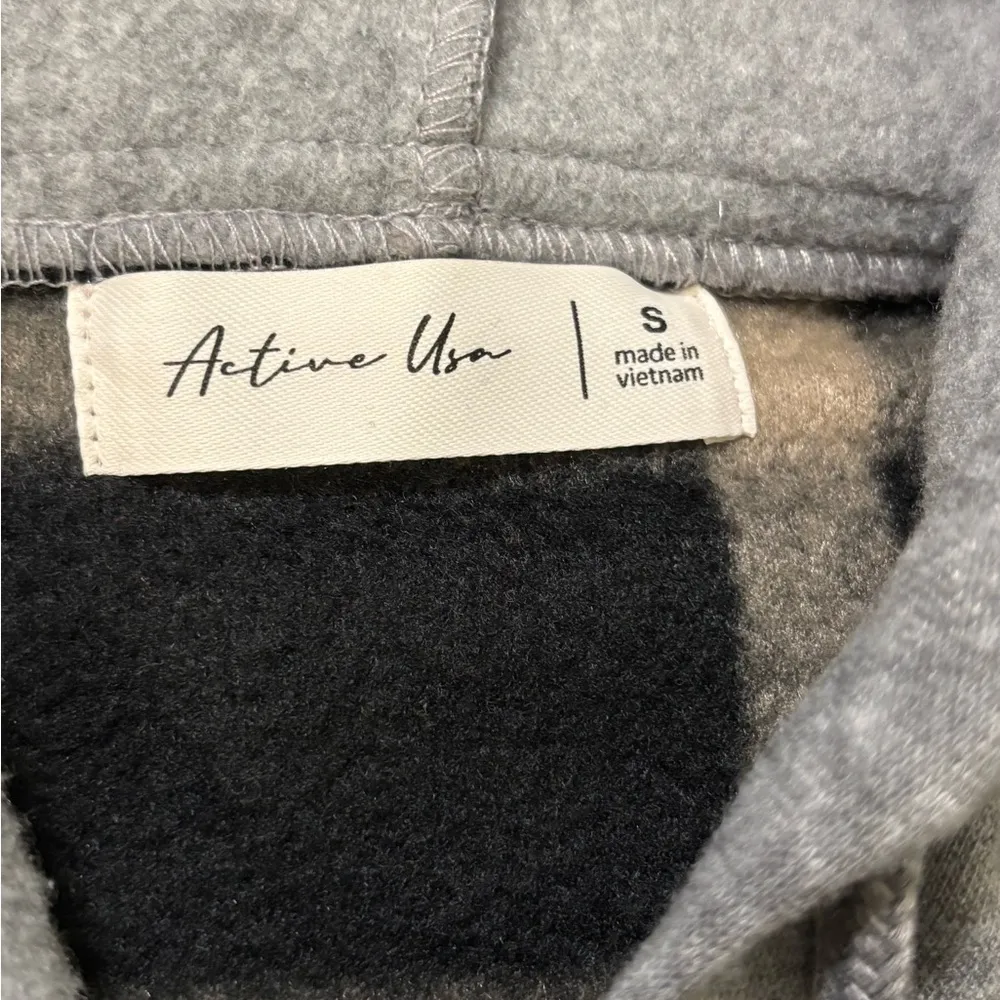 Active Usa
S
made in
vietnam